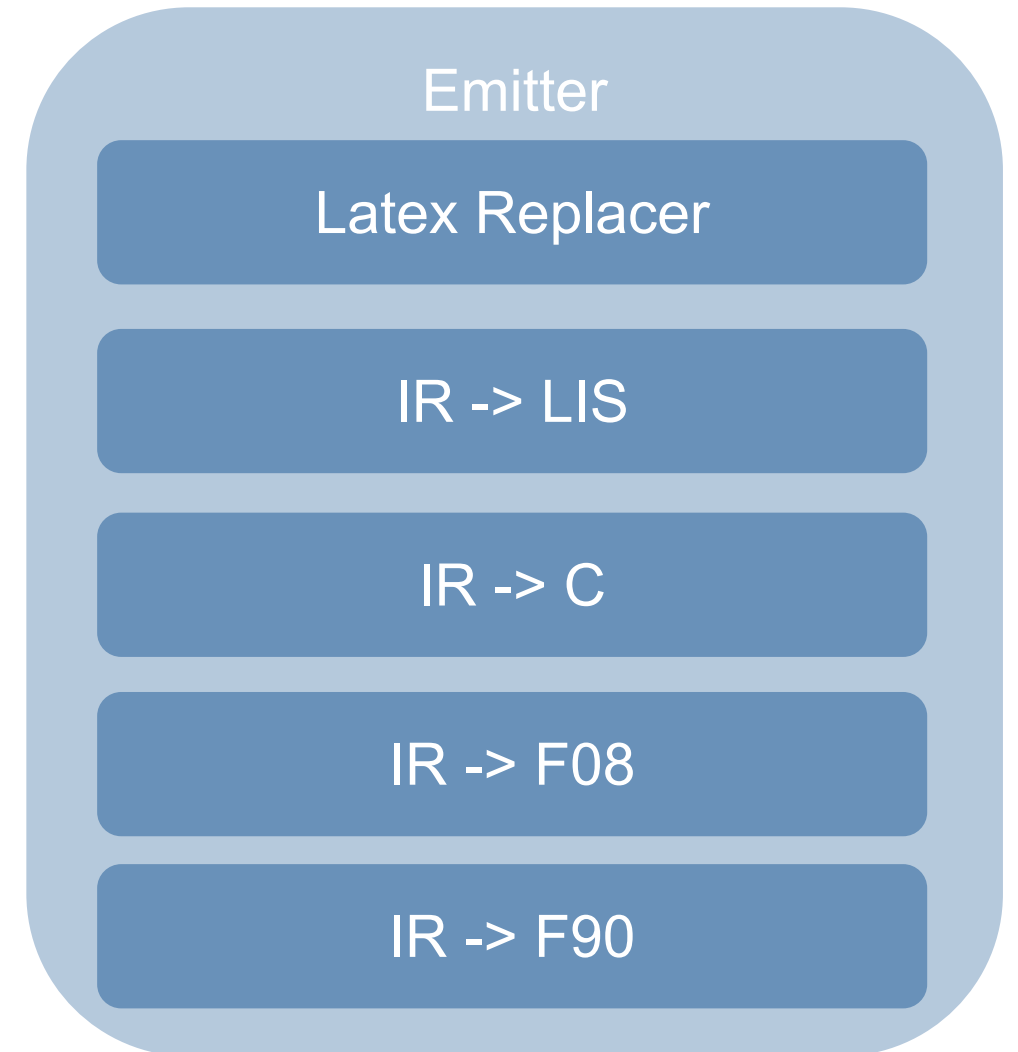 Emitter
Latex Replacer
IR -> LIS
IR -> C
IR -> F08
IR -> F90